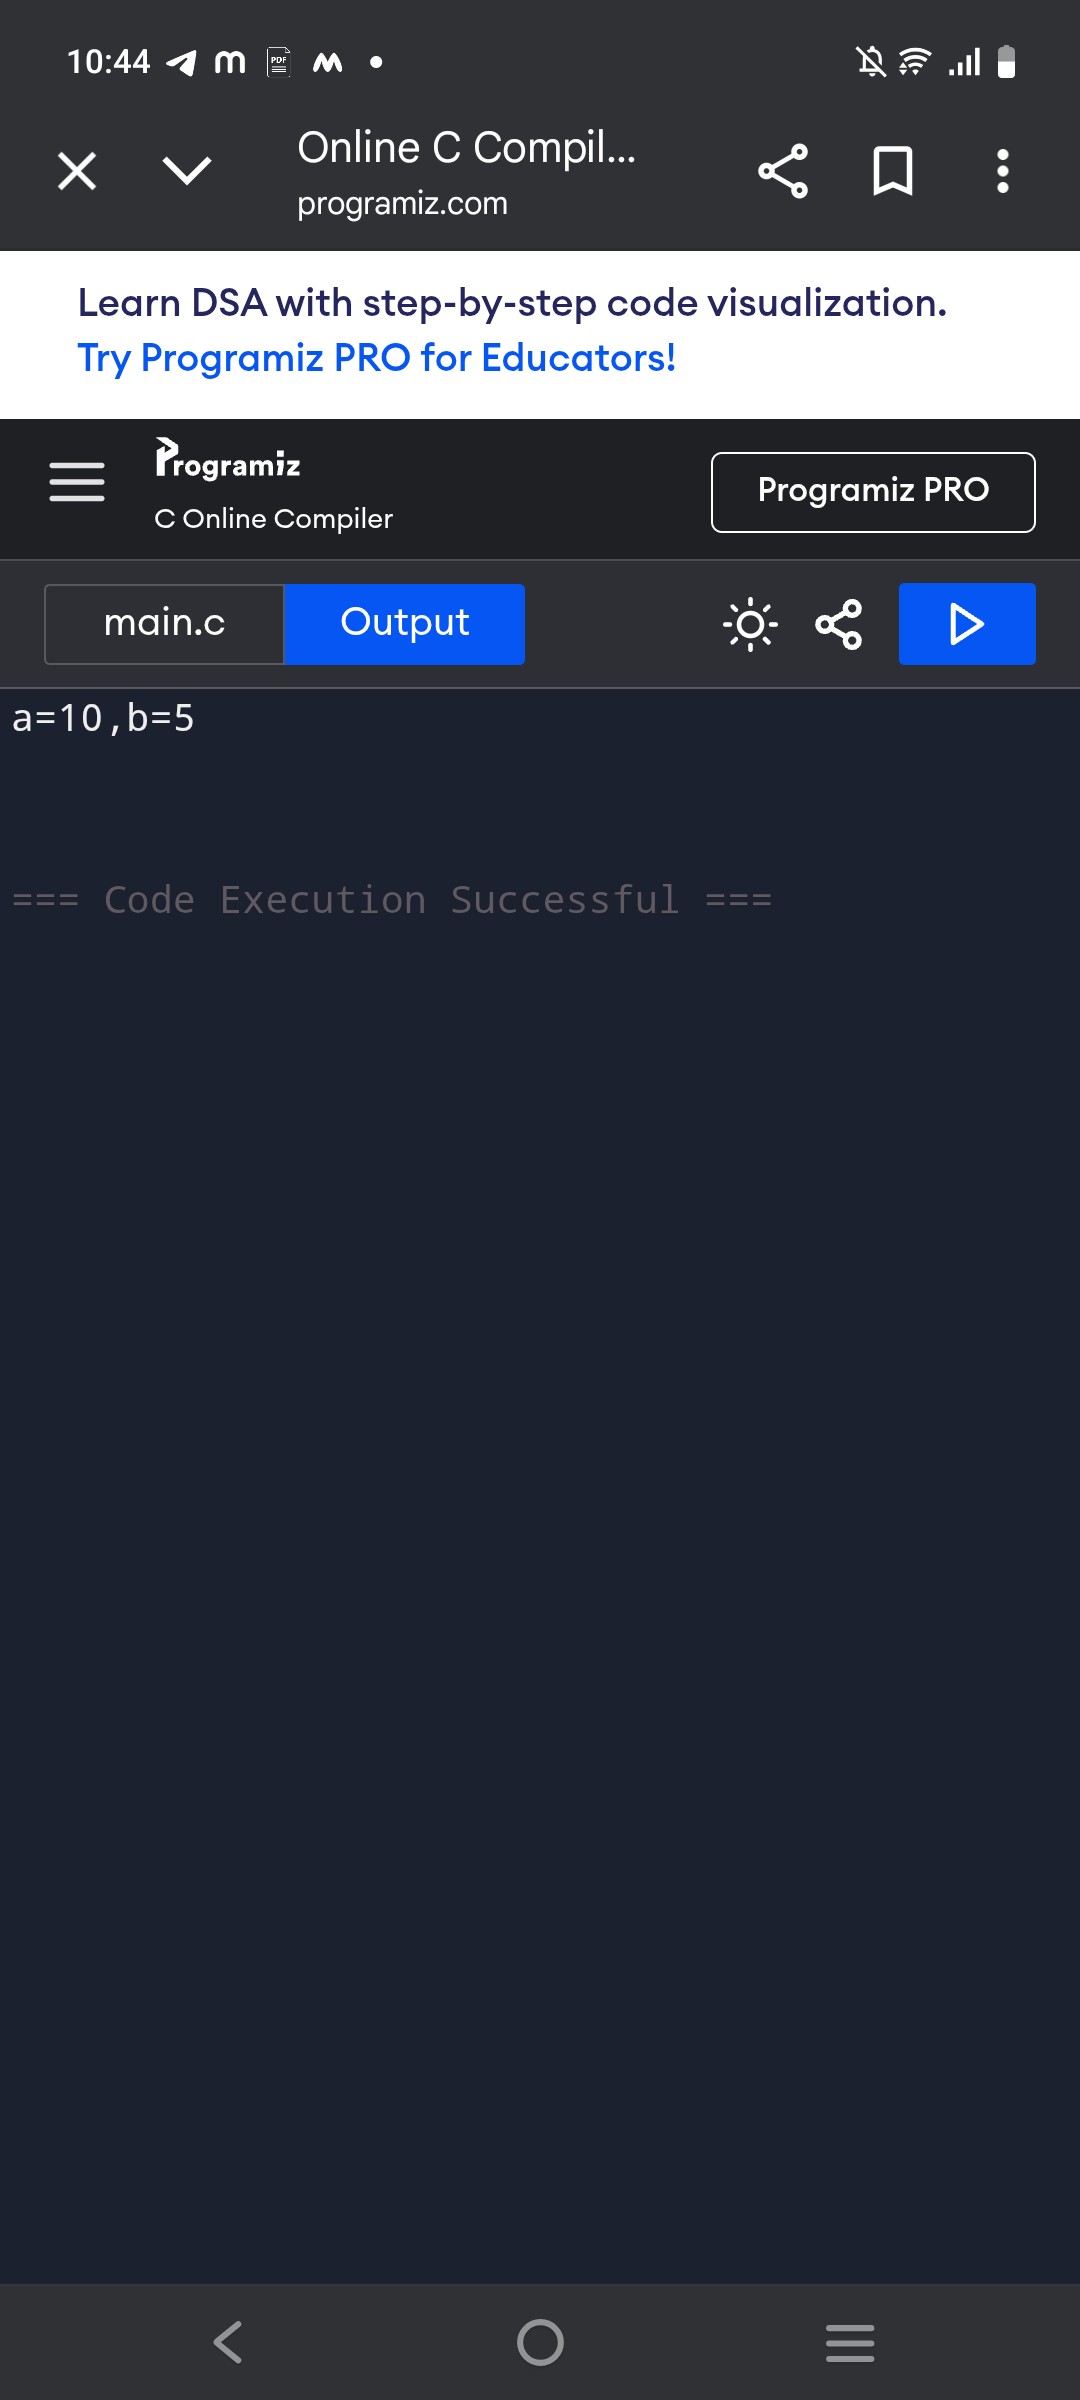 10:44
Online C Compil...
programiz.com
Learn DSA with step-by-step code visualization.
Try Programiz PRO for Educators!
Programiz
C Online Compiler
Programiz PRO
main.c
Output
a=10,b=5
=== Code Execution Successful ===